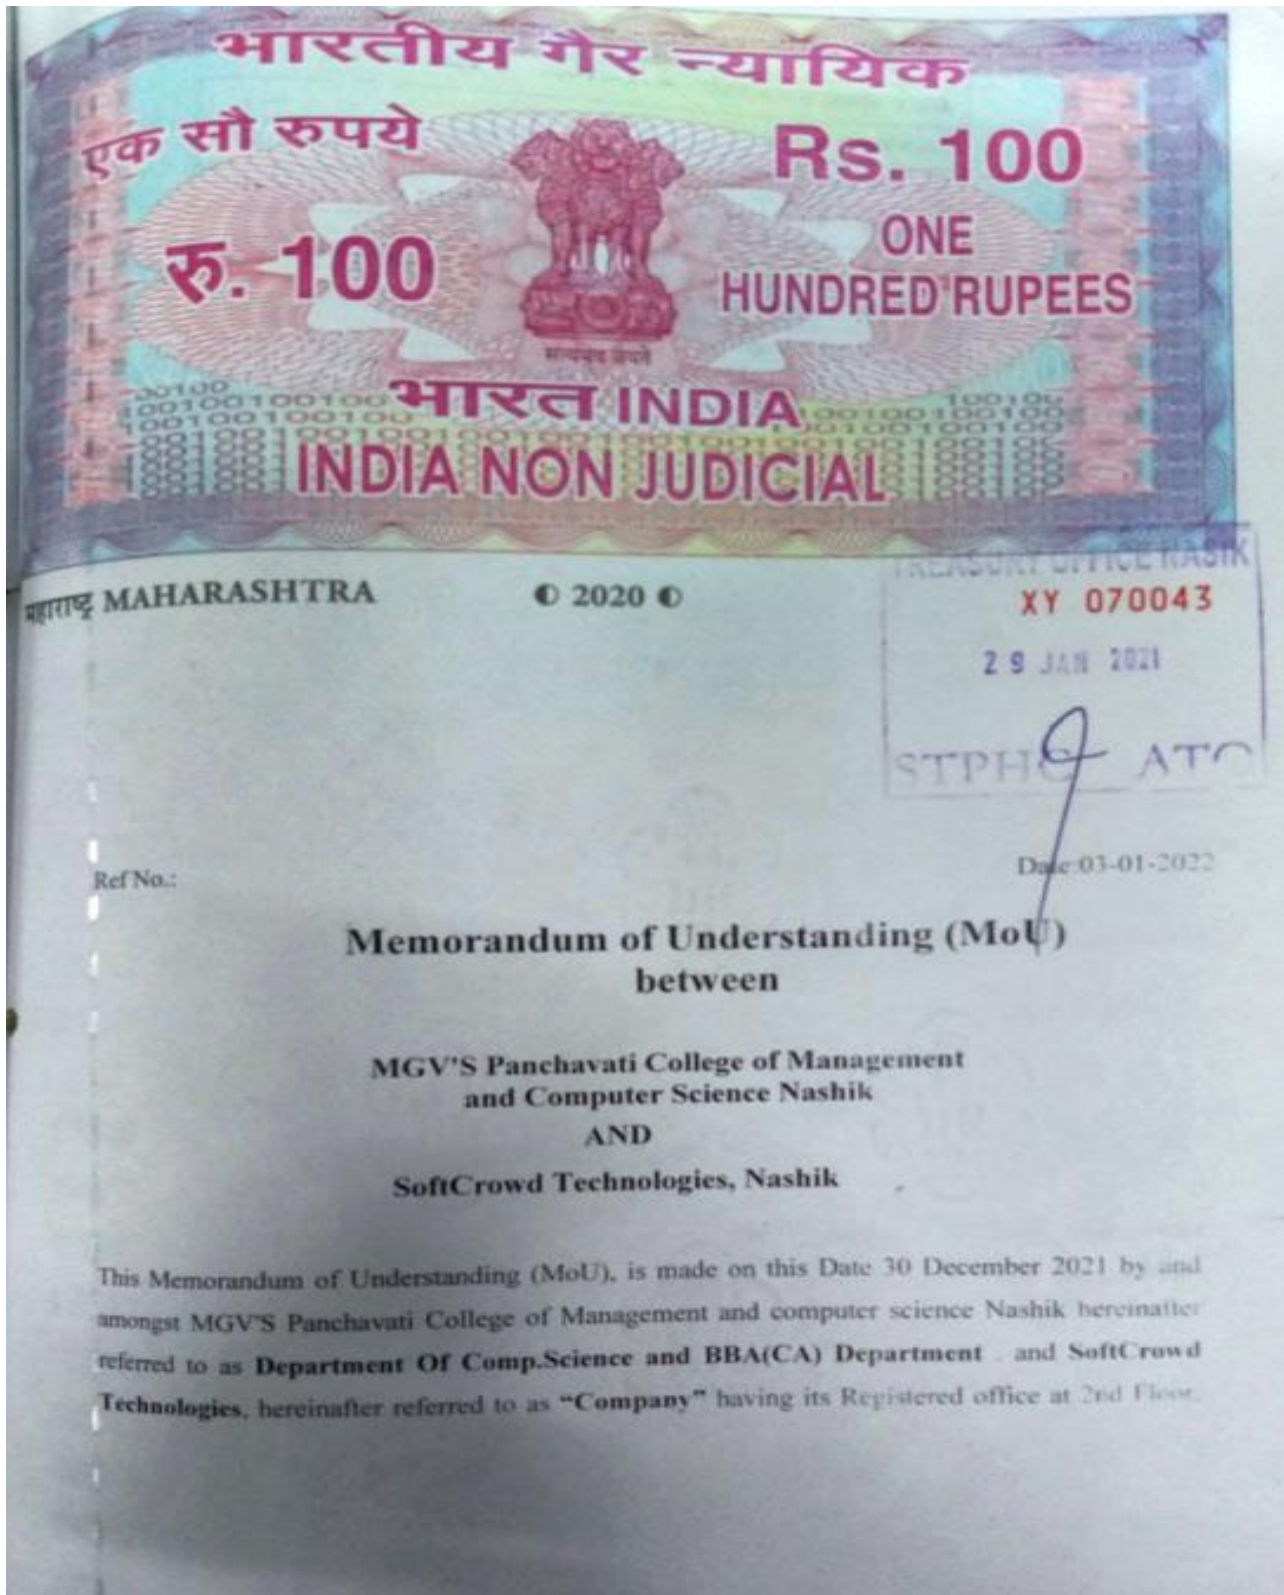 भारतीय गैर न्यायिक
एक सौ रुपये
Rs. 100
रु. 100
ONE
HUNDRED RUPEES
सत्यमेव जयते
भारत INDIA
INDIA NON JUDICIAL
महाराष्ट्र MAHARASHTRA
2020
TREASURY OFFICE NASIK
XY 070043
29 JAN 2021
ATO
Ref No.:
Date:03-01-2022
Memorandum of Understanding (MoU)
between
MGV'S Panchavati College of Management
and Computer Science Nashik
AND
SoftCrowd Technologies, Nashik
This Memorandum of Understanding (MoU), is made on this Date 30 December 2021 by and
amongst MGV'S Panchavati College of Management and computer science Nashik hereinafter
referred to as Department Of Comp.Science and BBA(CA) Department . and SoftCrowd
Technologies, hereinafter referred to as “Company” having its Registered office at 2nd Floor,